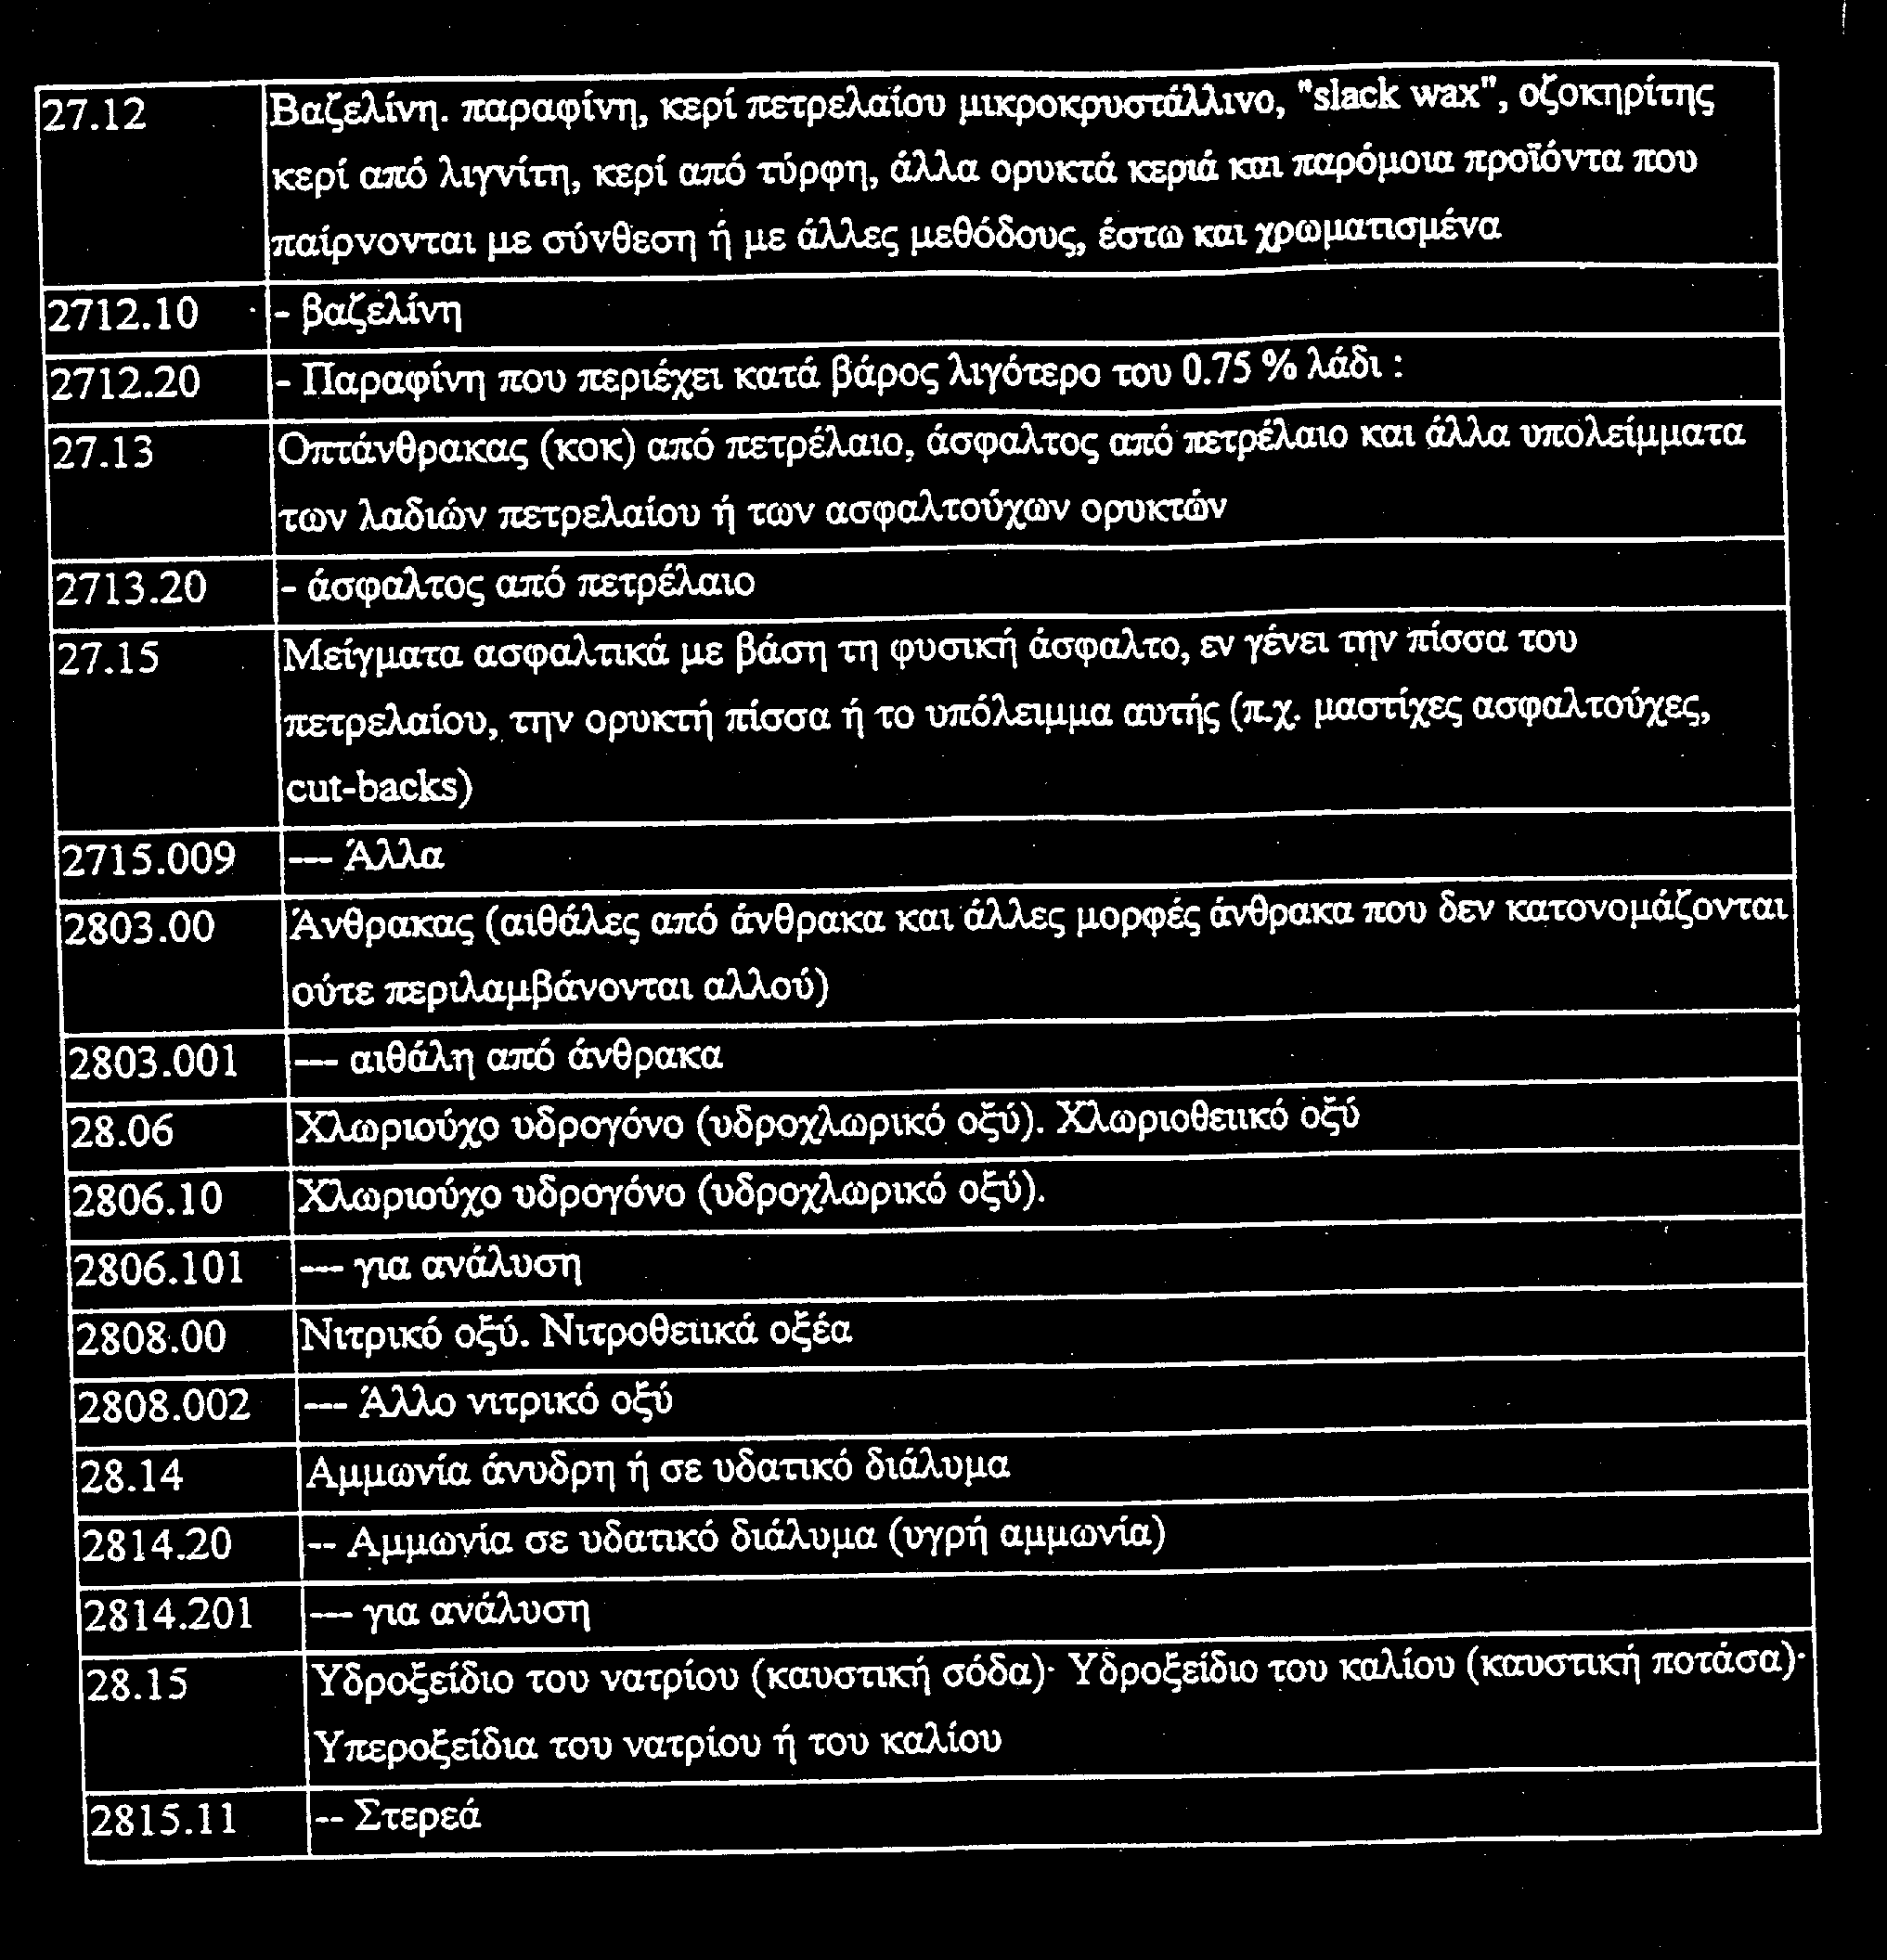 27.12 Βαζελίνη. παραφίνη, κερί πετρελαίου μικροκρυστάλλινο, "slack wax", οζοκηρίτης
κερί από λιγνίτη, κερί από τύρφη, άλλα ορυκτά κεριά και παρόμοια προϊόντα που
παίρνονται με σύνθεση ή με άλλες μεθόδους, έστω και χρωματισμένα
2712.10 - βαζελίνη
2712.20 - Παραφίνη που περιέχει κατά βάρος λιγότερο του 0.75 % λάδι :
27.13 Οπτάνθρακας (κοκ) από πετρέλαιο, άσφαλτος από πετρέλαιο και άλλα υπολείμματα
των λαδιών πετρελαίου ή των ασφαλτούχων ορυκτών
2713.20 - άσφαλτος από πετρέλαιο
27.15 Μείγματα ασφαλτικά με βάση τη φυσική άσφαλτο, εν γένει την πίσσα του
πετρελαίου, την ορυκτή πίσσα ή το υπόλειμμα αυτής (π.χ. μαστίχες ασφαλτούχες,
cut-backs)
2715.009 --- Άλλα
2803.00 Άνθρακας (αιθάλες από άνθρακα και άλλες μορφές άνθρακα που δεν κατονομάζονται
ούτε περιλαμβάνονται αλλού)
2803.001 --- αιθάλη από άνθρακα
28.06 Χλωριούχο υδρογόνο (υδροχλωρικό οξύ). Χλωριοθειικό οξύ
2806.10 Χλωριούχο υδρογόνο (υδροχλωρικό οξύ).
2806.101 --- για ανάλυση
2808.00 Νιτρικό οξύ. Νιτροθειικά οξέα
2808.002 --- Άλλο νιτρικό οξύ
28.14 Αμμωνία άνυδρη ή σε υδατικό διάλυμα
2814.20 -- Αμμωνία σε υδατικό διάλυμα (υγρή αμμωνία)
2814.201 --- για ανάλυση
28.15 Υδροξείδιο του νατρίου (καυστική σόδα)· Υδροξείδιο του καλίου (καυστική ποτάσα)·
Υπεροξείδια του νατρίου ή του καλίου
2815.11 -- Στερεά